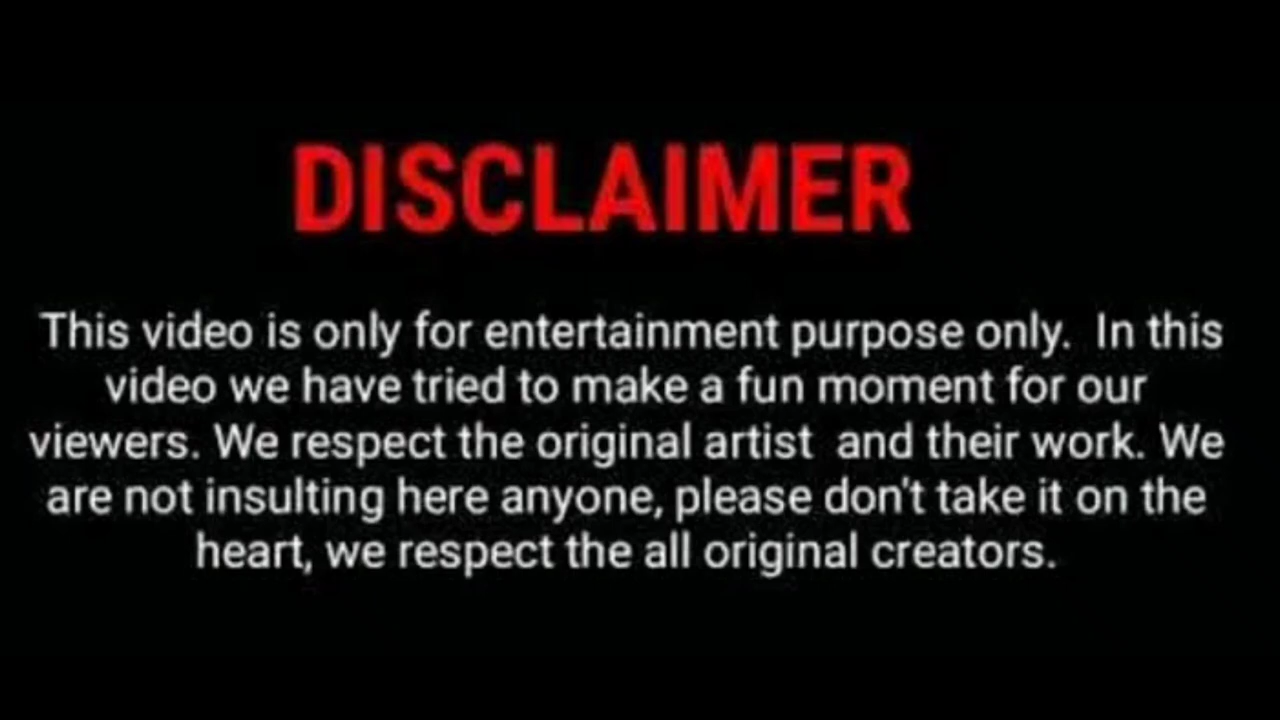 DISCLAIMER
This video is only for entertainment purpose only.  In this
video we have tried to make a fun moment for our
viewers. We respect the original artist  and their work. We
are not insulting here anyone, please don't take it on the
heart, we respect the all original creators.